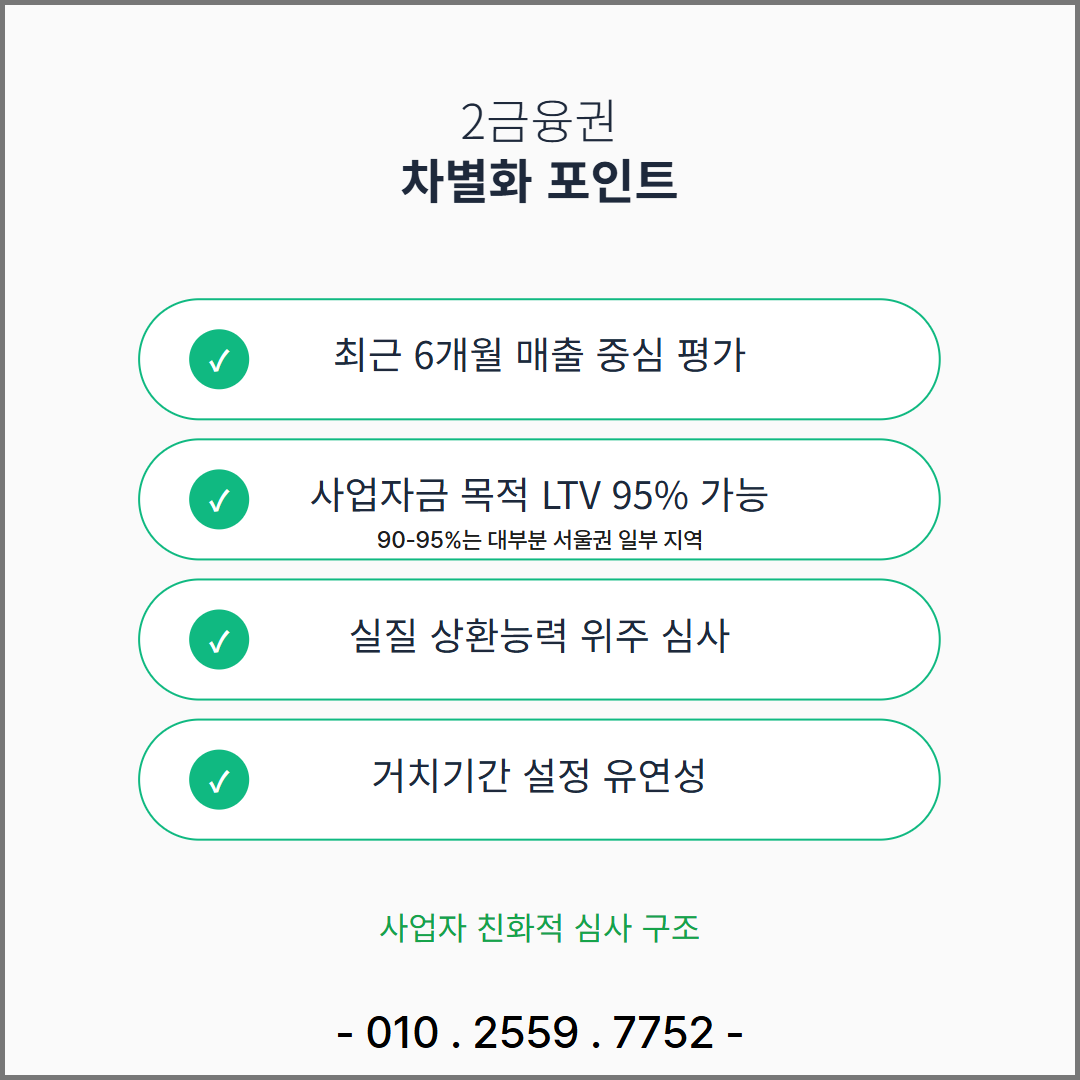 2금융권
차별화 포인트
✓ 최근 6개월 매출 중심 평가
✓ 사업자금 목적 LTV 95% 가능
90-95%는 대부분 서울권 일부 지역
✓ 실질 상환능력 위주 심사
✓ 거치기간 설정 유연성
사업자 친화적 심사 구조
- 010 . 2559 . 7752 -